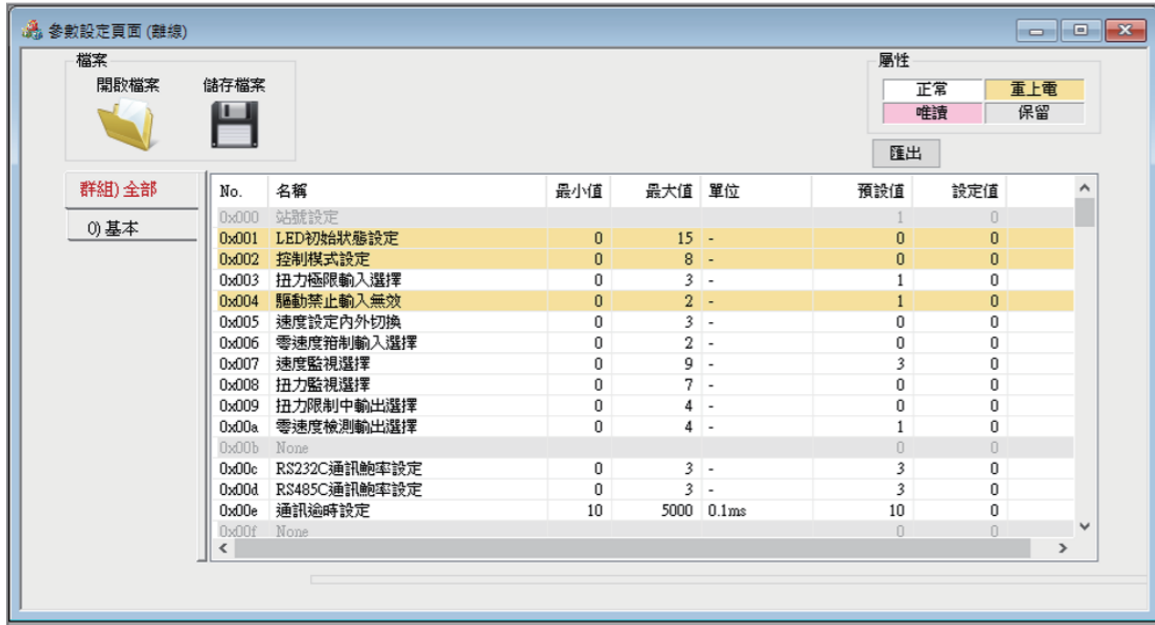 參數設定頁面 (離線)
檔案
開啟檔案 儲存檔案
屬性
正常 重上電
唯讀 保留
匯出
群組) 全部
0) 基本
No. 名稱 最小值 最大值 單位 預設值 設定值
0x000 站號設定 1 0
0x001 LED初始狀態設定 0 15 - 0 0
0x002 控制模式設定 0 8 - 0 0
0x003 扭力極限輸入選擇 0 3 - 1 0
0x004 驅動禁止輸入無效 0 2 - 1 0
0x005 速度設定內外切換 0 3 - 0 0
0x006 零速度箝制輸入選擇 0 2 - 0 0
0x007 速度監視選擇 0 9 - 3 0
0x008 扭力監視選擇 0 7 - 0 0
0x009 扭力限制中輸出選擇 0 4 - 0 0
0x00a 零速度檢測輸出選擇 0 4 - 1 0
0x00b None 0 0
0x00c RS232C通訊鮑率設定 0 3 - 3 0
0x00d RS485C通訊鮑率設定 0 3 - 3 0
0x00e 通訊逾時設定 10 5000 0.1ms 10 0
0x00f None 0 0